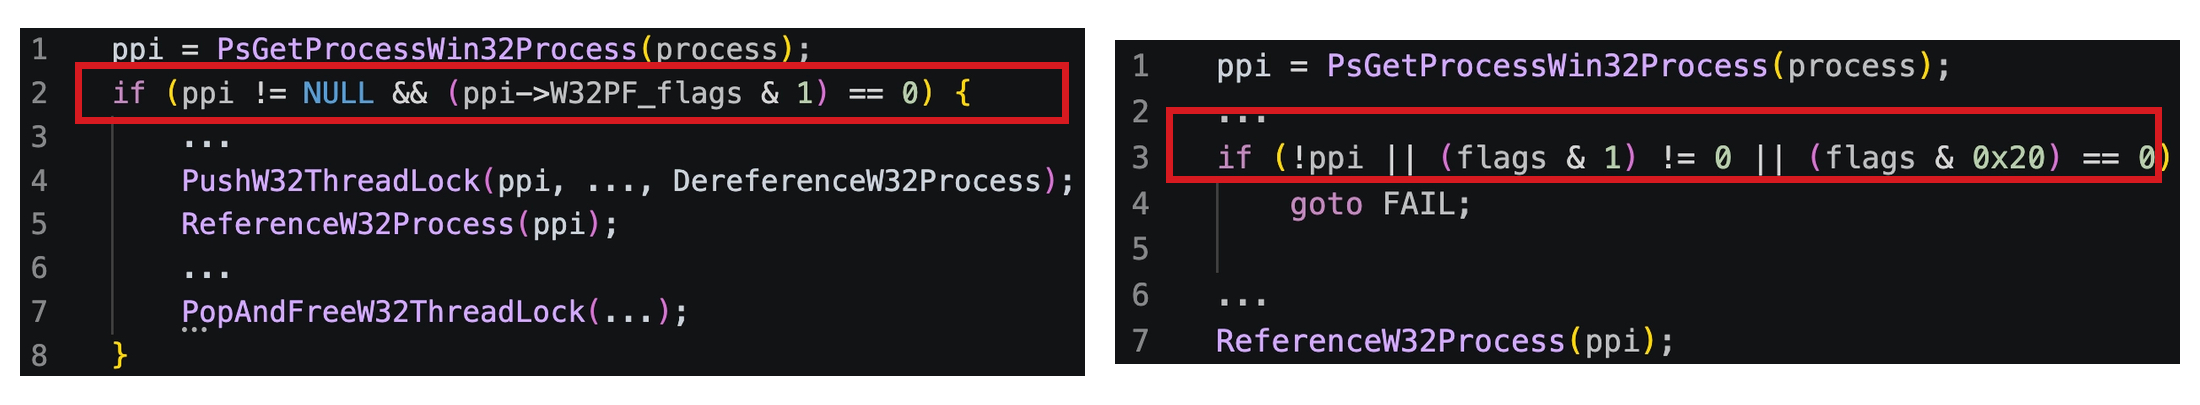 1 ppi = PsGetProcessWin32Process(process);
2 if (ppi != NULL && (ppi->W32PF_flags & 1) == 0) {
3 ...
4 PushW32ThreadLock(ppi, ..., DereferenceW32Process);
5 ReferenceW32Process(ppi);
6 ...
7 PopAndFreeW32ThreadLock(...);
8 }
1 ppi = PsGetProcessWin32Process(process);
2 ...
3 if (!ppi || (flags & 1) != 0 || (flags & 0x20) == 0)
4 goto FAIL;
5
6 ...
7 ReferenceW32Process(ppi);